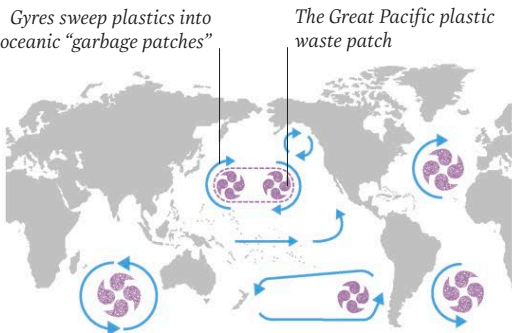 Gyres sweep plastics into
oceanic “garbage patches”
The Great Pacific plastic
waste patch